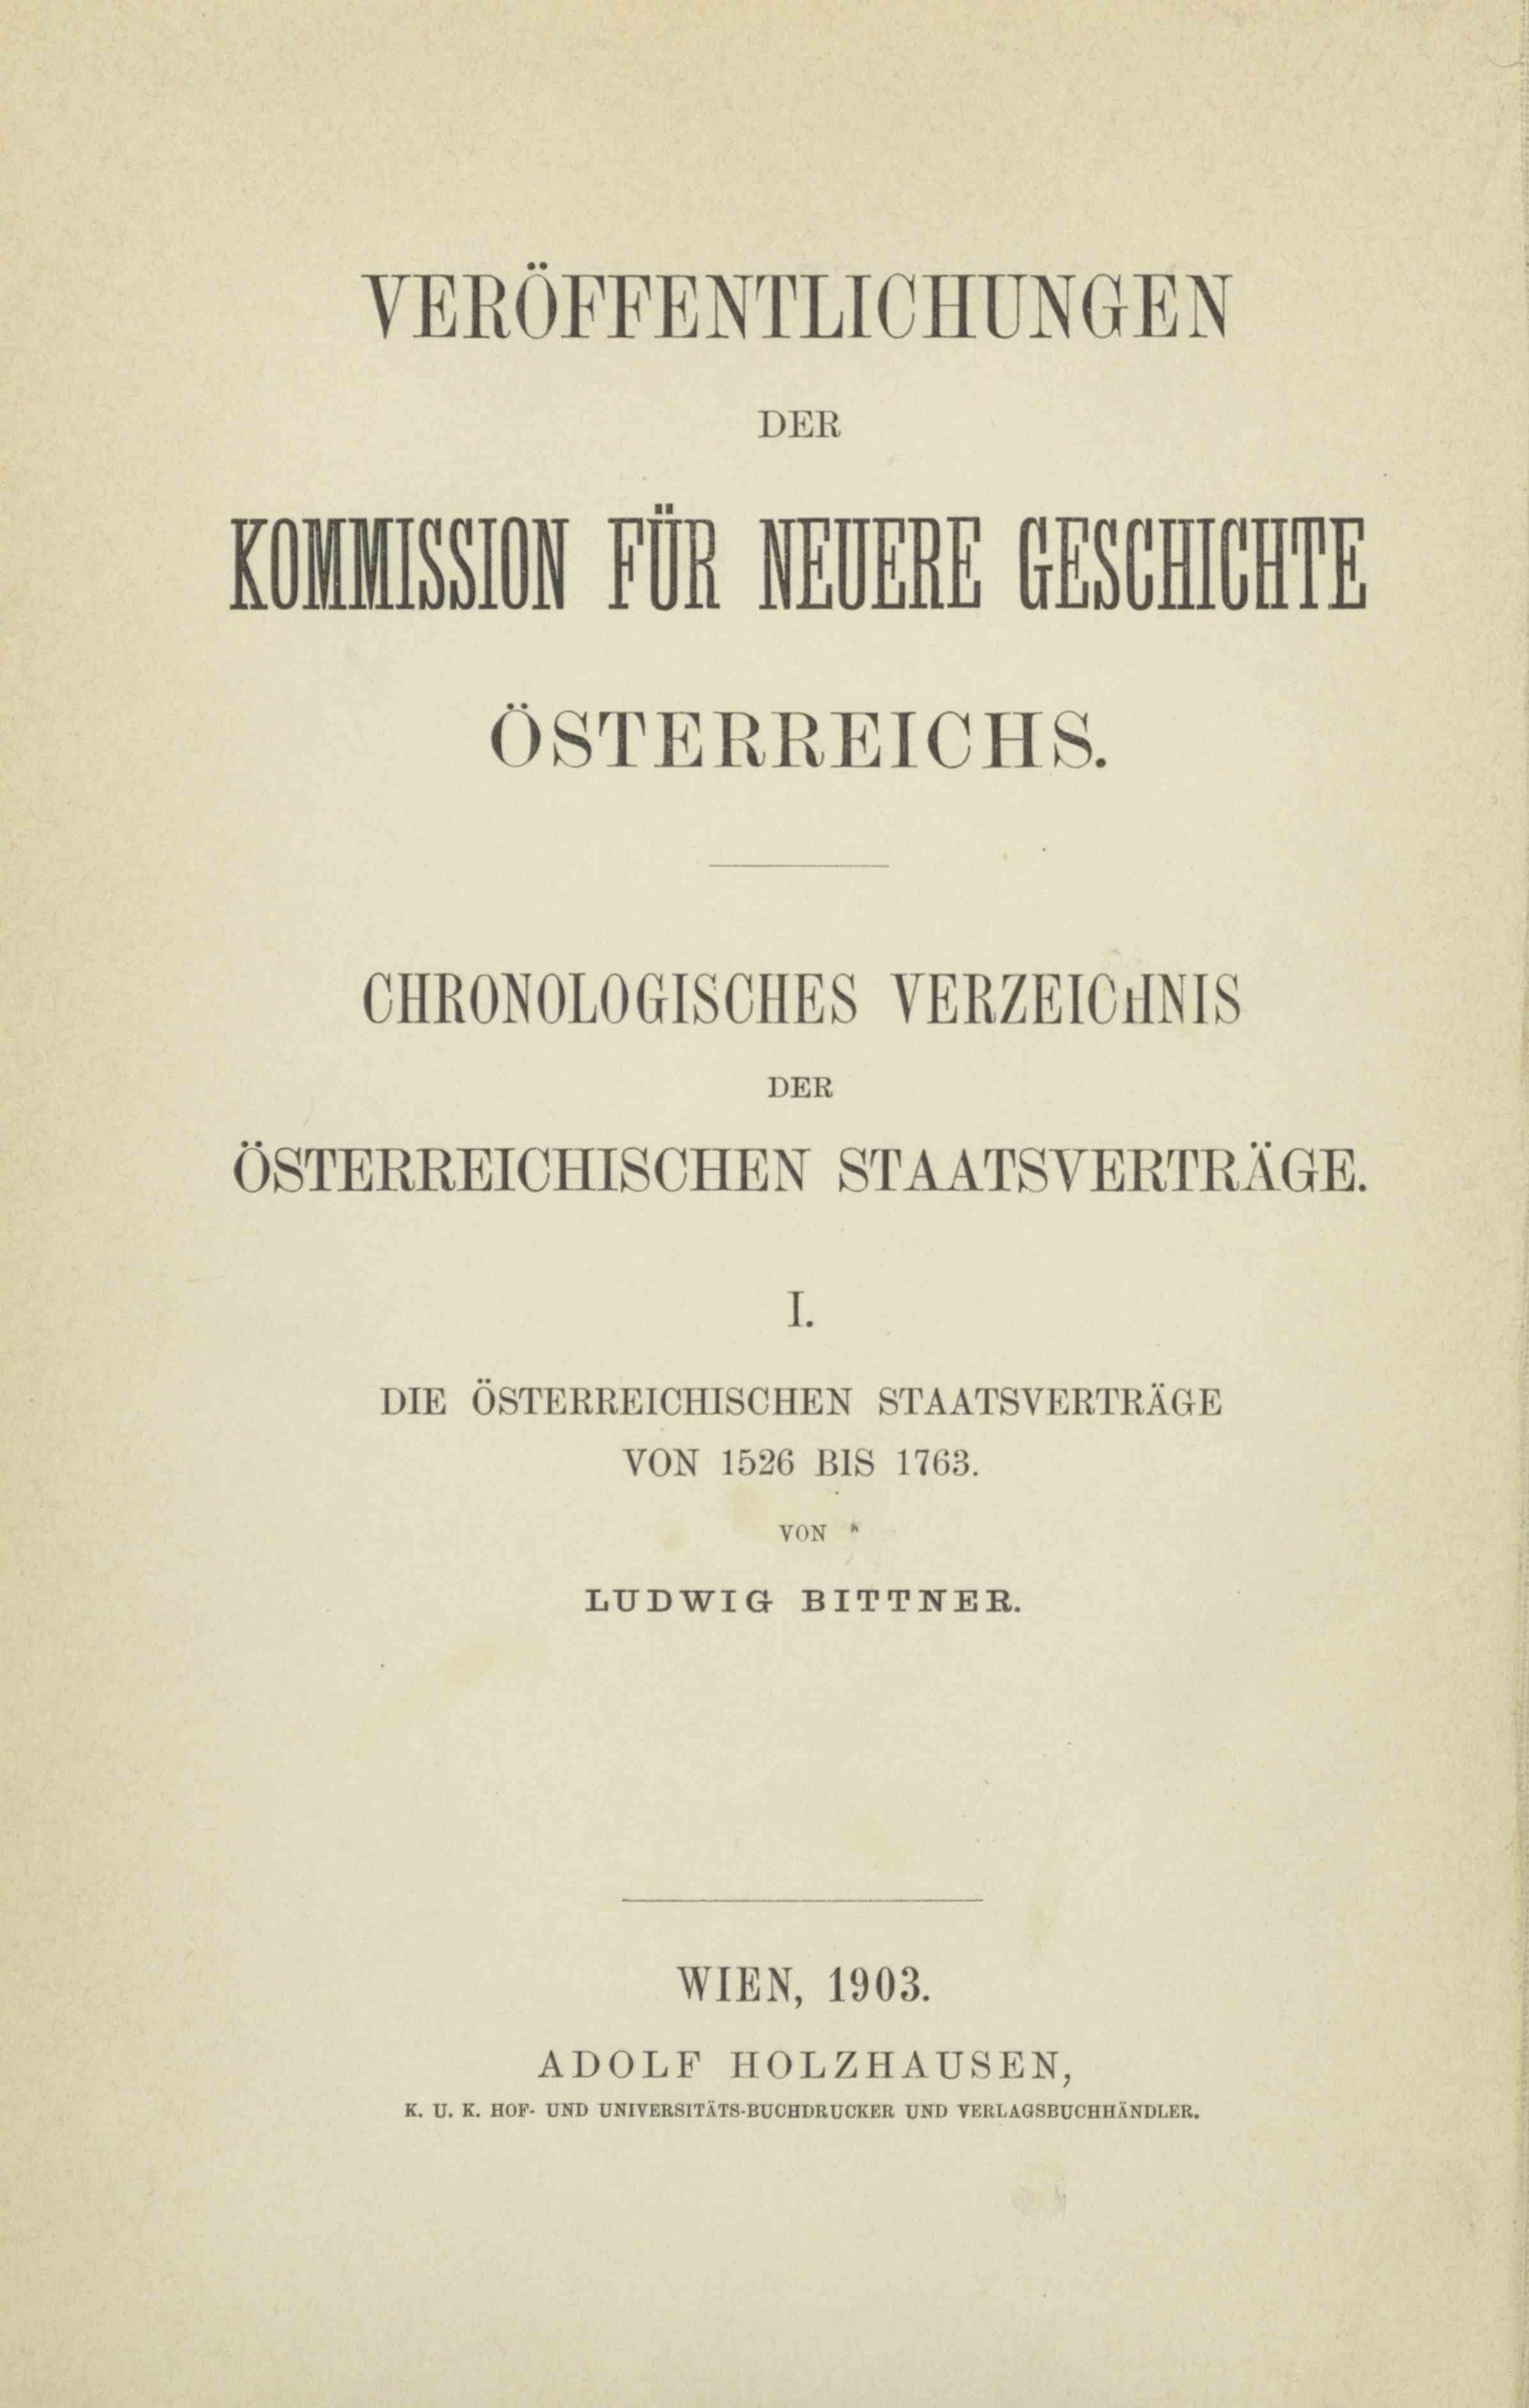 VERÖFFENTLICHUNGEN
DER
KOMMISSION FÜR NEUERE GESCHICHTE
ÖSTERREICHS.
CHRONOLOGISCHES VERZEICHNIS
DER
ÖSTERREICHISCHEN STAATSVERTRÄGE.
I.
DIE ÖSTERREICHISCHEN STAATSVERTRÄGE
VON 1526 BIS 1763.
VON
LUDWIG BITTNER.
WIEN, 1903.
ADOLF HOLZHAUSEN,
K. U. K. HOF- UND UNIVERSITÄTS-BUCHDRUCKER UND VERLAGSBUCHHÄNDLER.